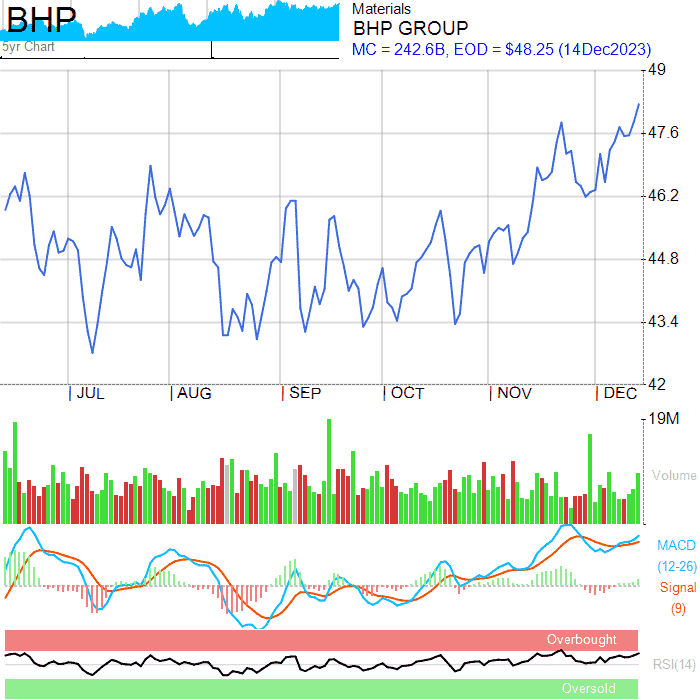 BHP
5yr Chart
Materials
BHP GROUP
MC = 242.6B, EOD = $48.25 (14Dec2023)
49
47.6
46.2
44.8
43.4
42
JUL
AUG
SEP
OCT
NOV
DEC
19M
Volume
MACD
(12-26)
Signal
(9)
Overbought
RSI(14)
Oversold